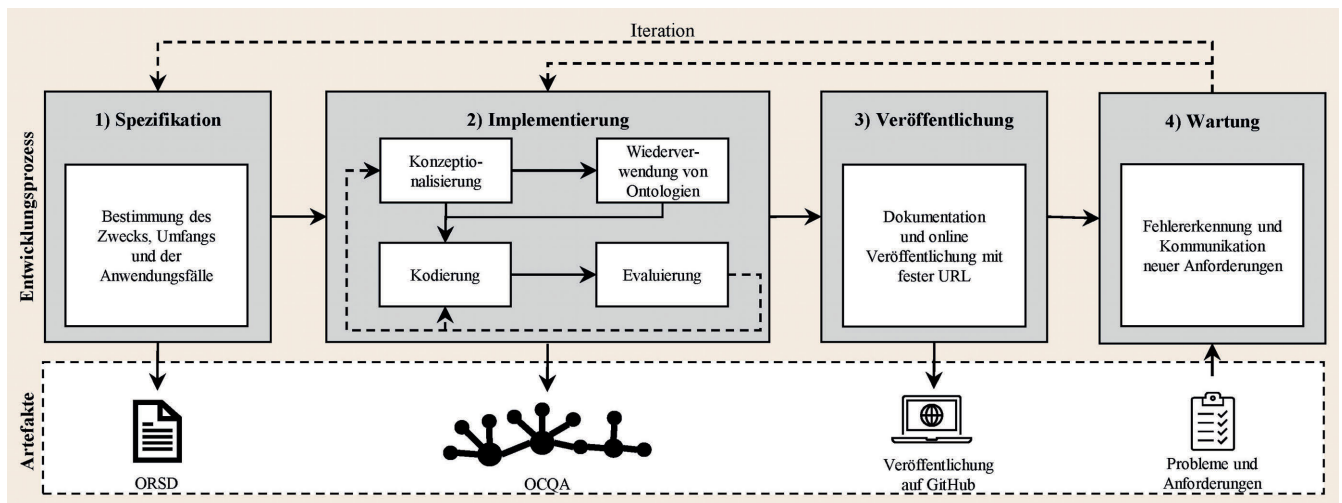 Iteration
Entwicklungsprozess
1) Spezifikation
Bestimmung des
Zwecks, Umfangs
und der
Anwendungsfälle
2) Implementierung
Konzeptio-
nalisierung
Wiederver-
wendung von
Ontologien
Kodierung
Evaluierung
3) Veröffentlichung
Dokumentation
und online
Veröffentlichung mit
fester URL
4) Wartung
Fehlererkennung und
Kommunikation
neuer Anforderungen
Artefakte
ORSD
OCQA
Veröffentlichung
auf GitHub
Probleme und
Anforderungen